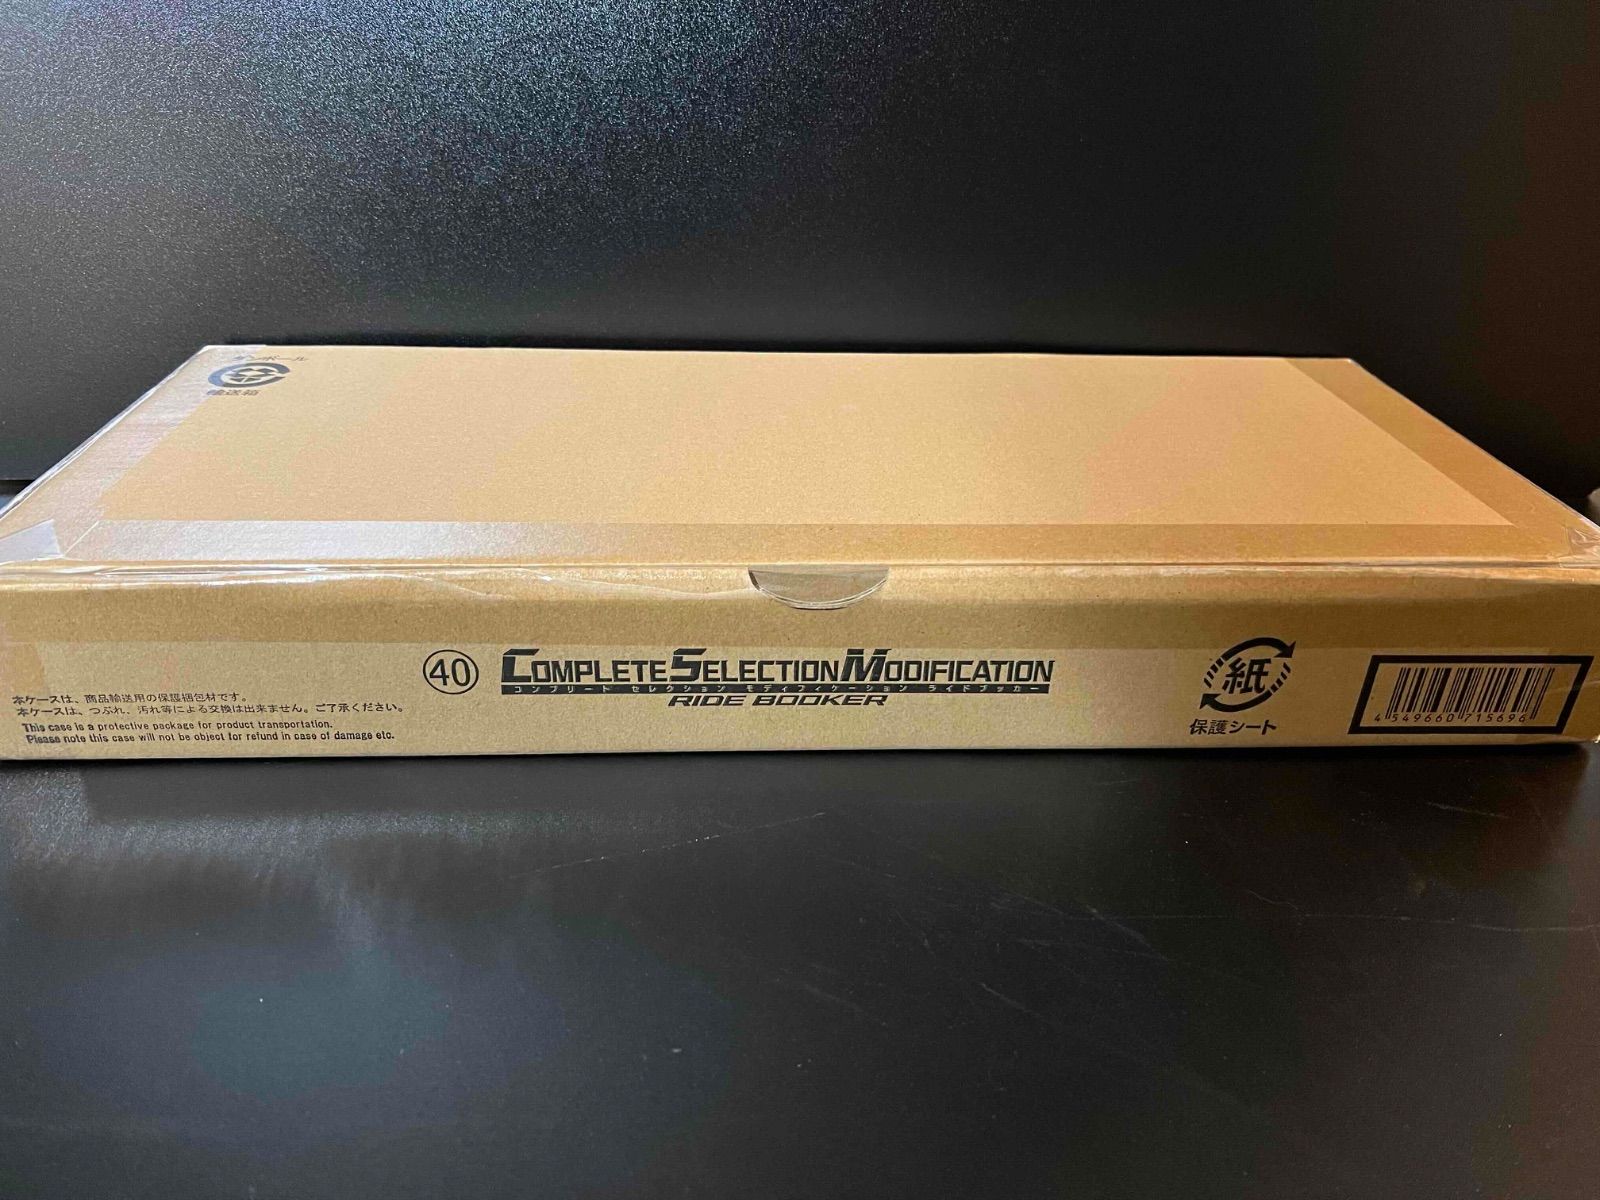 ダンボール
輸送箱
本ケースは、商品輸送用の保護梱包材です。
本ケースは、つぶれ、汚れ等による交換は出来ません。ご了承ください。
This case is a protective package for product transportation.
Please note this case will not be object for refund in case of damage etc.
40
COMPLETE SELECTION MODIFICATION
コンプリート セレクション モディフィケーション ライドブッカー
RIDE BOOKER
紙
保護シート
4 549660 715696